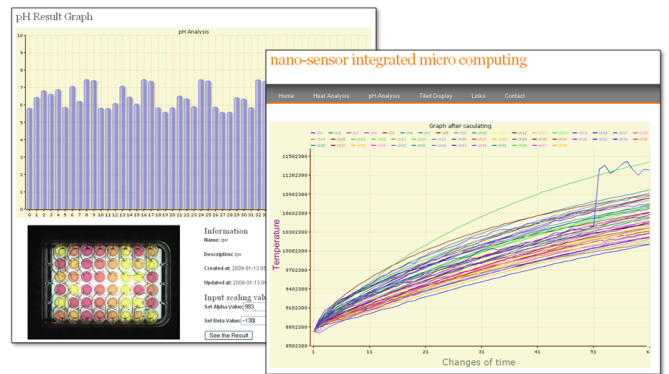 pH Result Graph
pH Analysis
10
9
8
7
6
5
4
3
2
1
0
0 1 2 3 4 5 6 7 8 9 10 11 12 13 14 15 16 17 18 19 20 21 22 23 24 25 26 27 28 29 30 31 32
Information
Name: qw
Description: qw
Created at: 2009-01-13 05
Updated at: 2009-01-13
Input scaling val
Set Alpha Value: 983
Set Beta Value: -130
See the Result
nano-sensor integrated micro computing
Home Heat Analysis pH Analysis Tiled Display Links Contact
Graph after caculating
Temperature
11502300
11202300
10902300
10602300
10302300
10002300
9702300
9402300
9102300
8802300
8502300
1 11 21 31 41 51 6
Changes of time